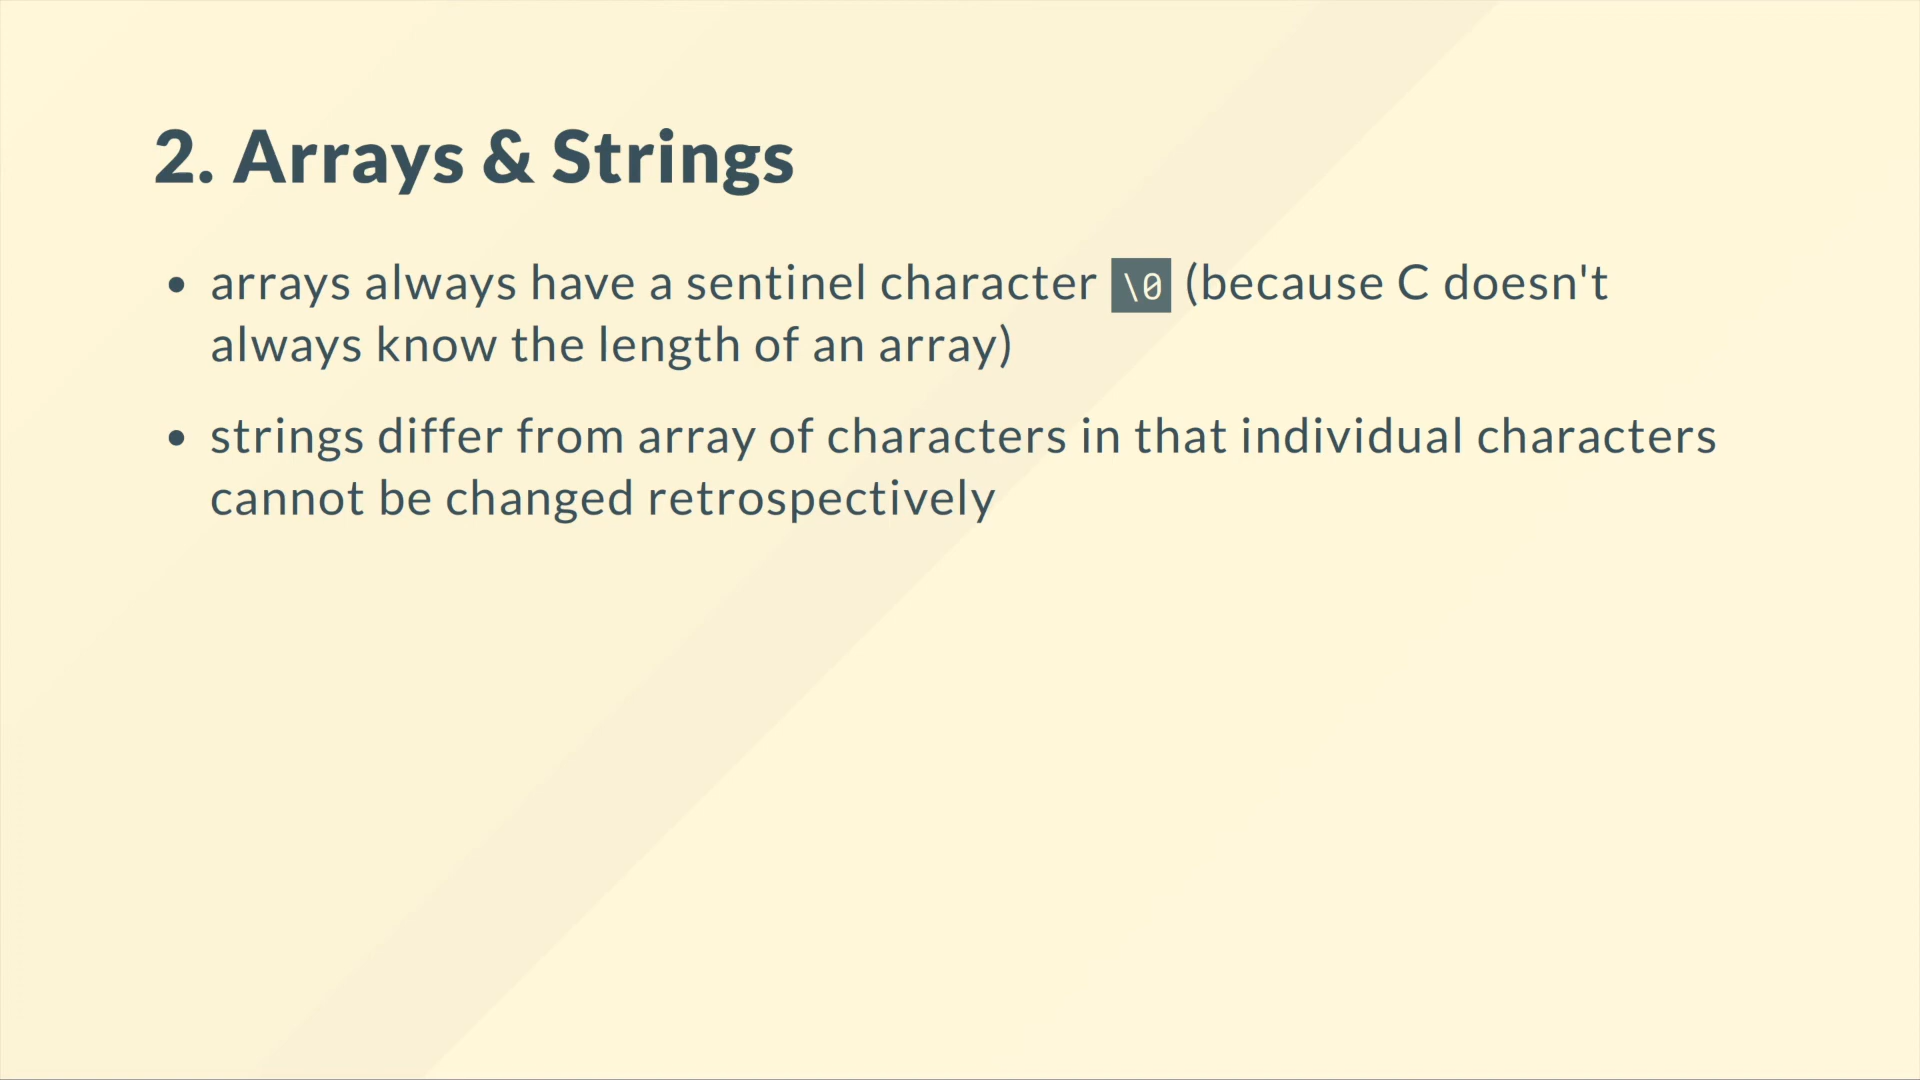 2. Arrays & Strings
• arrays always have a sentinel character \0 (because C doesn't
always know the length of an array)
• strings differ from array of characters in that individual characters
cannot be changed retrospectively